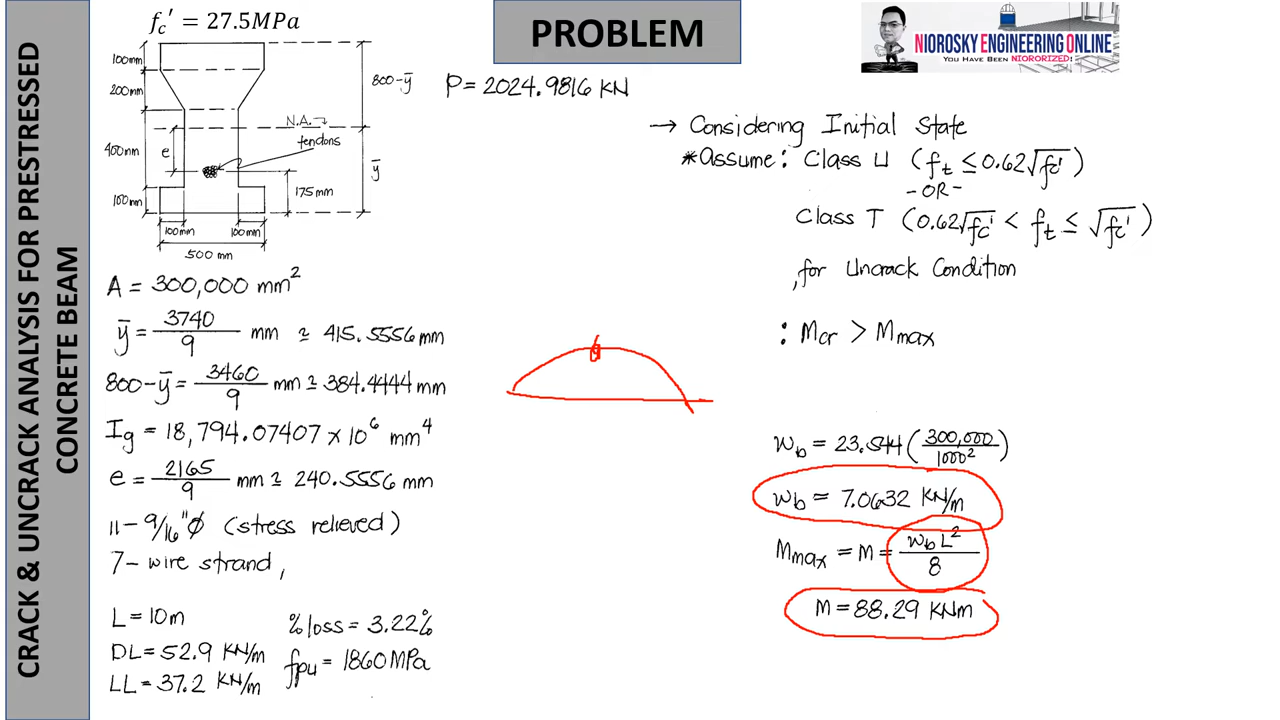 CRACK & UNCRACK ANALYSIS FOR PRESTRESSED
CONCRETE BEAM
fc' = 27.5MPa
PROBLEM
NIOROSKY ENGINEERING ONLINE
YOU HAVE BEEN NIORORIZED!
100mm
200mm
400mm
100mm
e
N.A.
tendons
175 mm
800-ȳ
ȳ
100mm
100mm
500 mm
P = 2024.9816 KN
→ Considering Initial State
*Assume: Class U (ft ≤ 0.62√fc')
-OR-
Class T (0.62√fc' < ft ≤ √fc')
, for Uncrack Condition
: Mcr > Mmax
A = 300,000 mm²
ȳ = 3740/9 mm ≃ 415.5556 mm
800-ȳ = 3460/9 mm ≃ 384.4444 mm
Ig = 18,794.07407 x 10⁶ mm⁴
e = 2165/9 mm ≃ 240.5556 mm
11- 9/16"Ø (stress relieved)
7- wire strand,
L = 10m
DL = 52.9 KN/m
LL = 37.2 KN/m
% loss = 3.22%
fpu = 1860 MPa
Wb = 23.544 (300,000/1000²)
Wb = 7.0632 KN/m
Mmax = M = WbL²/8
M = 88.29 KNm